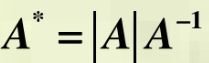 A* = |A| A⁻¹